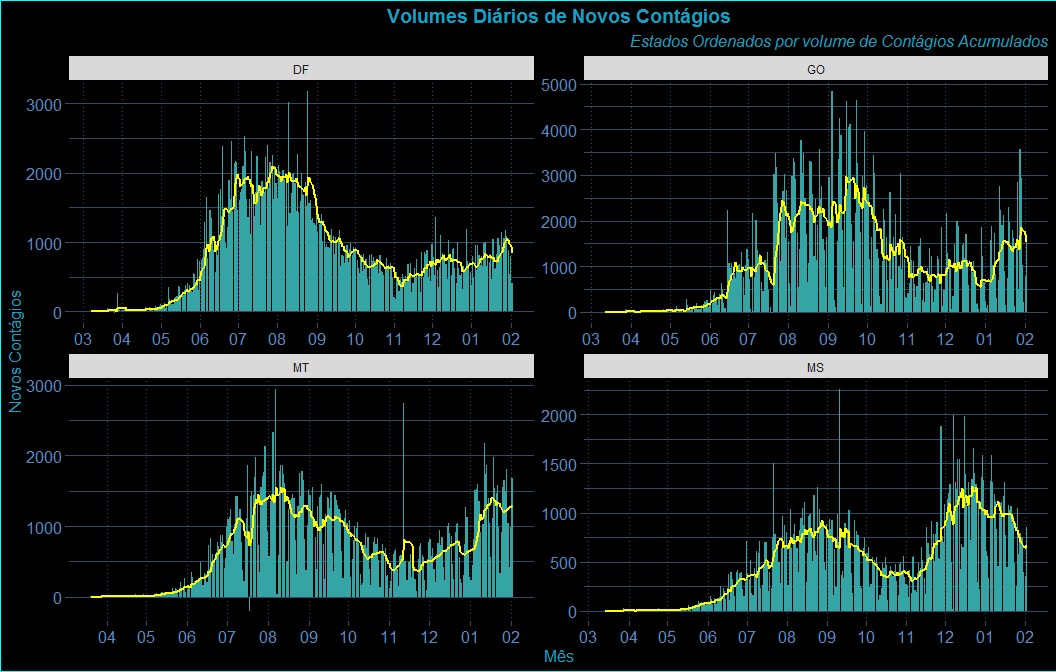 Volumes Diários de Novos Contágios
Estados Ordenados por volume de Contágios Acumulados
Novos Contágios
DF
3000
2000
1000
0
03 04 05 06 07 08 09 10 11 12 01 02
GO
5000
4000
3000
2000
1000
0
03 04 05 06 07 08 09 10 11 12 01 02
MT
3000
2000
1000
0
04 05 06 07 08 09 10 11 12 01 02
MS
2000
1500
1000
500
0
03 04 05 06 07 08 09 10 11 12 01 02
Mês